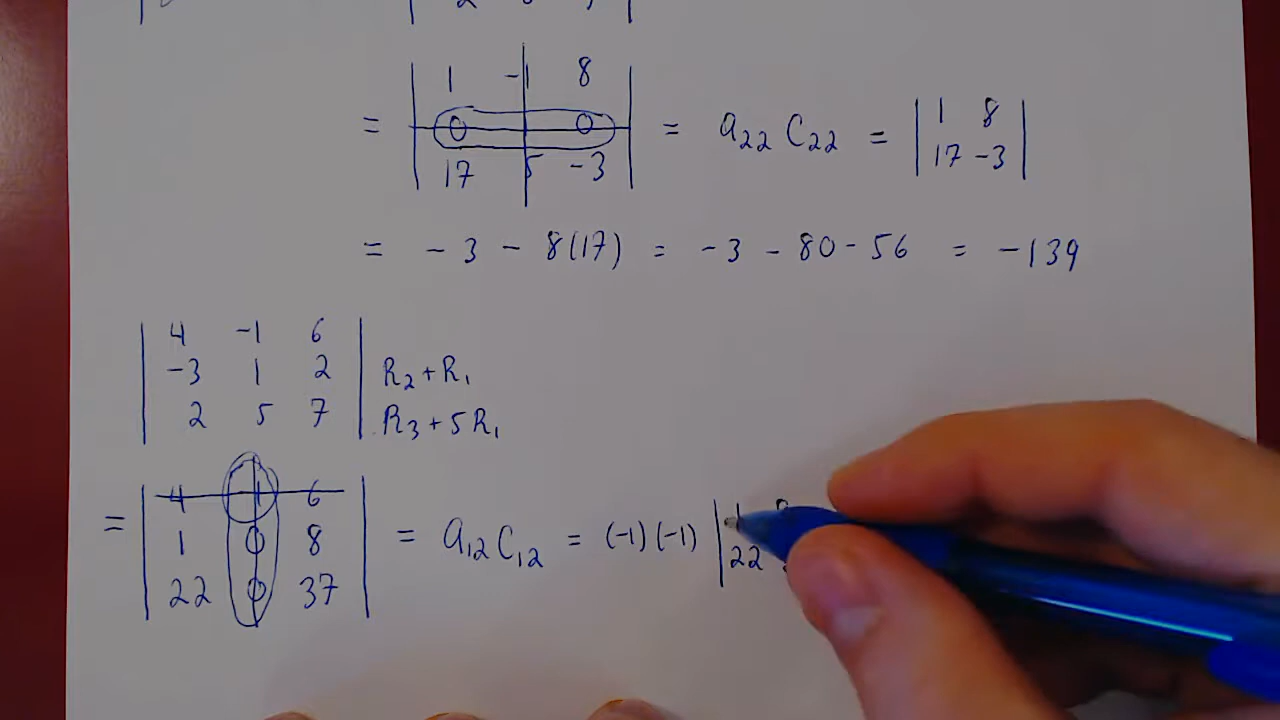 1 -1 8
= 0 0 = a₂₂ C₂₂ = | 1 8 |
17 5 -3 | 17 -3 |
= -3 - 8(17) = -3 - 80 - 56 = -139
4 -1 6
-3 1 2 R₂ + R₁
2 5 7 R₃ + 5R₁
4 6
= 1 0 8 = a₁₂ C₁₂ = (-1)(-1) | 1
22 0 37 22